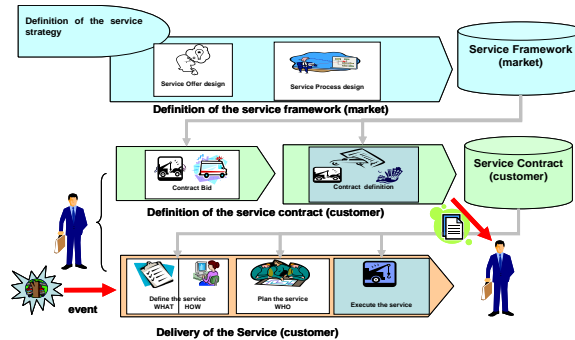 Definition of the service
strategy
Service Offer design
Service Process design
Service Framework
(market)
Definition of the service framework (market)
Contract Bid
Contract definition
Service Contract
(customer)
Definition of the service contract (customer)
event
Define the service
WHAT HOW
Plan the service
WHO
Execute the service
Delivery of the Service (customer)